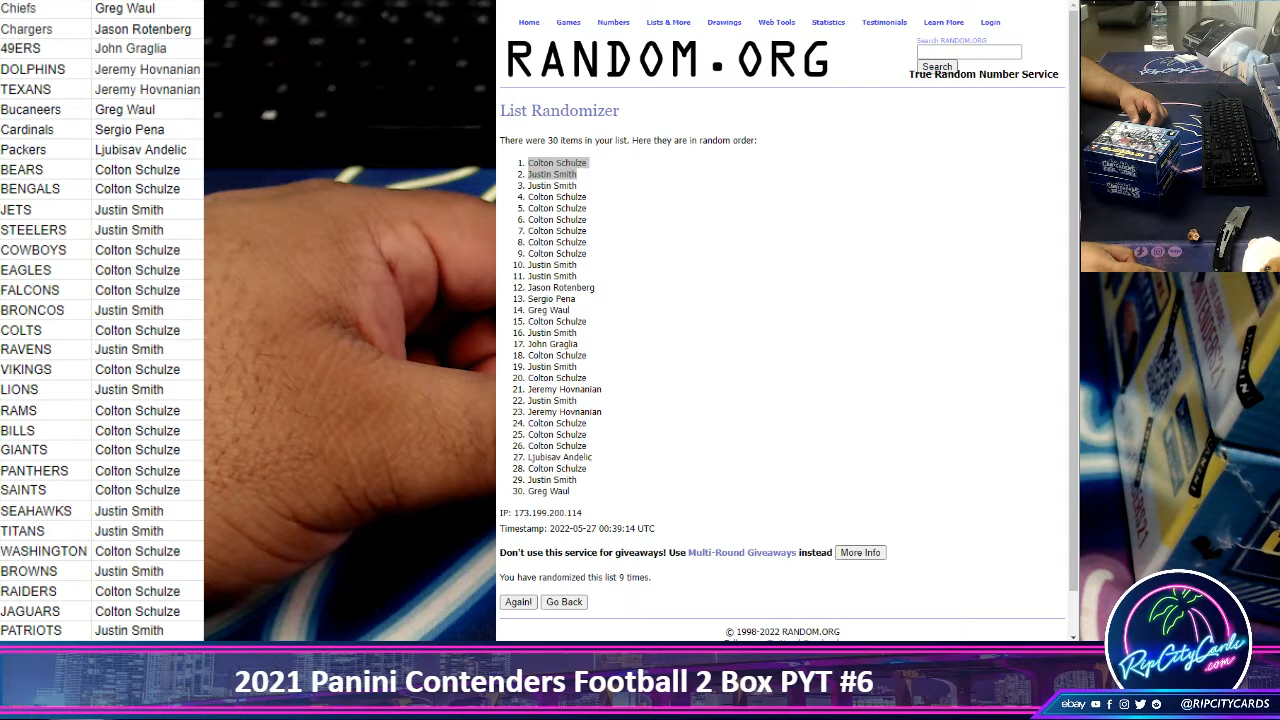 Chiefs Greg Waul
Chargers Jason Rotenberg
49ERS John Graglia
DOLPHINS Jeremy Hovnanian
TEXANS Jeremy Hovnanian
Bucaneers Greg Waul
Cardinals Sergio Pena
Packers Ljubisav Andelic
BEARS Colton Schulze
BENGALS Colton Schulze
JETS Justin Smith
STEELERS Justin Smith
COWBOYS Colton Schulze
EAGLES Colton Schulze
FALCONS Colton Schulze
BRONCOS Justin Smith
COLTS Colton Schulze
RAVENS Justin Smith
VIKINGS Colton Schulze
LIONS Justin Smith
RAMS Colton Schulze
BILLS Colton Schulze
GIANTS Colton Schulze
PANTHERS Colton Schulze
SAINTS Colton Schulze
SEAHAWKS Justin Smith
TITANS Justin Smith
WASHINGTON Colton Schulze
BROWNS Justin Smith
RAIDERS Colton Schulze
JAGUARS Colton Schulze
PATRIOTS Justin Smith
Home Games Numbers Lists & More Drawings Web Tools Statistics Testimonials Learn More Login
RANDOM.ORG
Search RANDOM.ORG
Search
True Random Number Service
List Randomizer
There were 30 items in your list. Here they are in random order:
1. Colton Schulze
2. Justin Smith
3. Justin Smith
4. Colton Schulze
5. Colton Schulze
6. Colton Schulze
7. Colton Schulze
8. Colton Schulze
9. Colton Schulze
10. Justin Smith
11. Justin Smith
12. Jason Rotenberg
13. Sergio Pena
14. Greg Waul
15. Colton Schulze
16. Justin Smith
17. John Graglia
18. Colton Schulze
19. Justin Smith
20. Colton Schulze
21. Jeremy Hovnanian
22. Justin Smith
23. Jeremy Hovnanian
24. Colton Schulze
25. Colton Schulze
26. Colton Schulze
27. Ljubisav Andelic
28. Colton Schulze
29. Justin Smith
30. Greg Waul
IP: 173.199.200.114
Timestamp: 2022-05-27 00:39:14 UTC
Don't use this service for giveaways! Use Multi-Round Giveaways instead More Info
You have randomized this list 9 times.
Again! Go Back
© 1998-2022 RANDOM.ORG
2021 Panini Contenders Football 2 Box PYT #6
RipCityCards
.com
ebay @RIPCITYCARDS